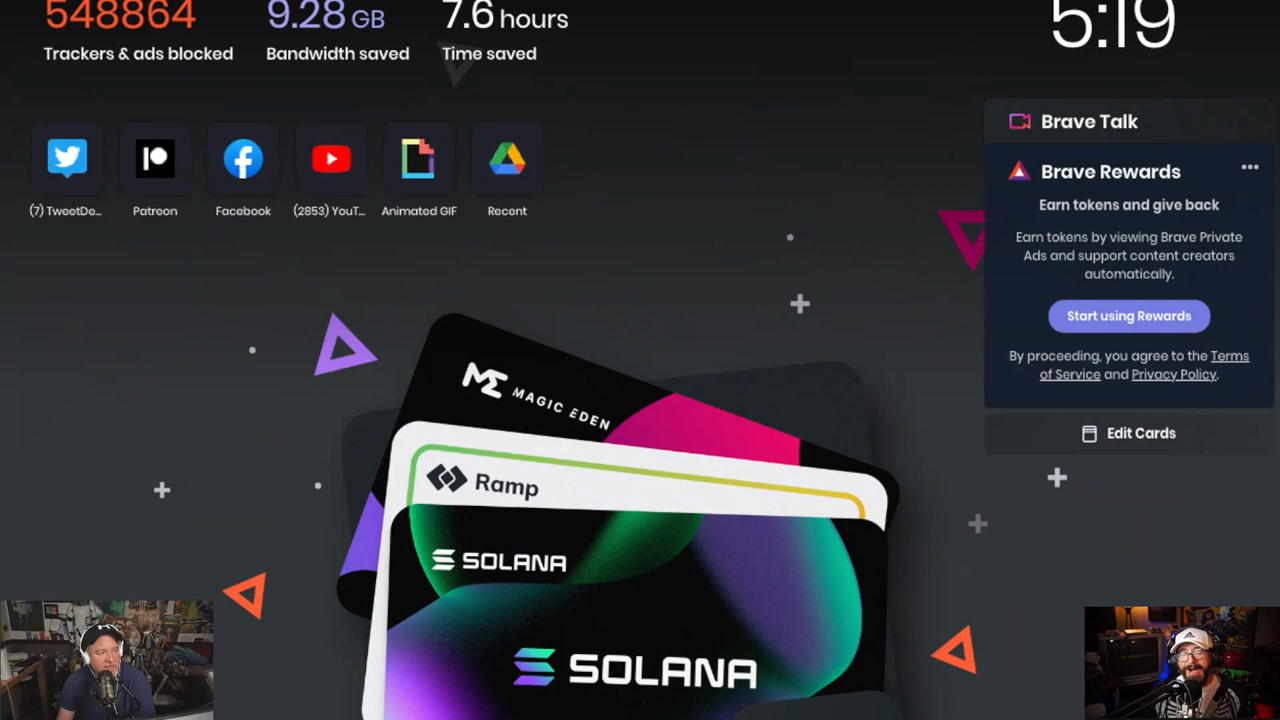 548864
9.28 GB
7.6 hours
5:19
Trackers & ads blocked
Bandwidth saved
Time saved
Brave Talk
Brave Rewards
Earn tokens and give back
Earn tokens by viewing Brave Private
Ads and support content creators
automatically.
Start using Rewards
By proceeding, you agree to the Terms
of Service and Privacy Policy.
Edit Cards
(7) TweetDe...
Patreon
Facebook
(2853) YouT...
Animated GIF
Recent
ME MAGIC EDEN
Ramp
SOLANA
SOLANA